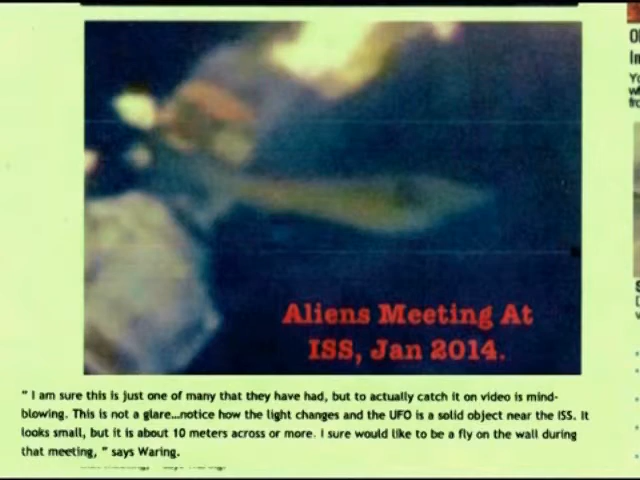 Aliens Meeting At
ISS, Jan 2014.
" I am sure this is just one of many that they have had, but to actually catch it on video is mind-
blowing. This is not a glare...notice how the light changes and the UFO is a solid object near the ISS. It
looks small, but it is about 10 meters across or more. I sure would like to be a fly on the wall during
that meeting, " says Waring.